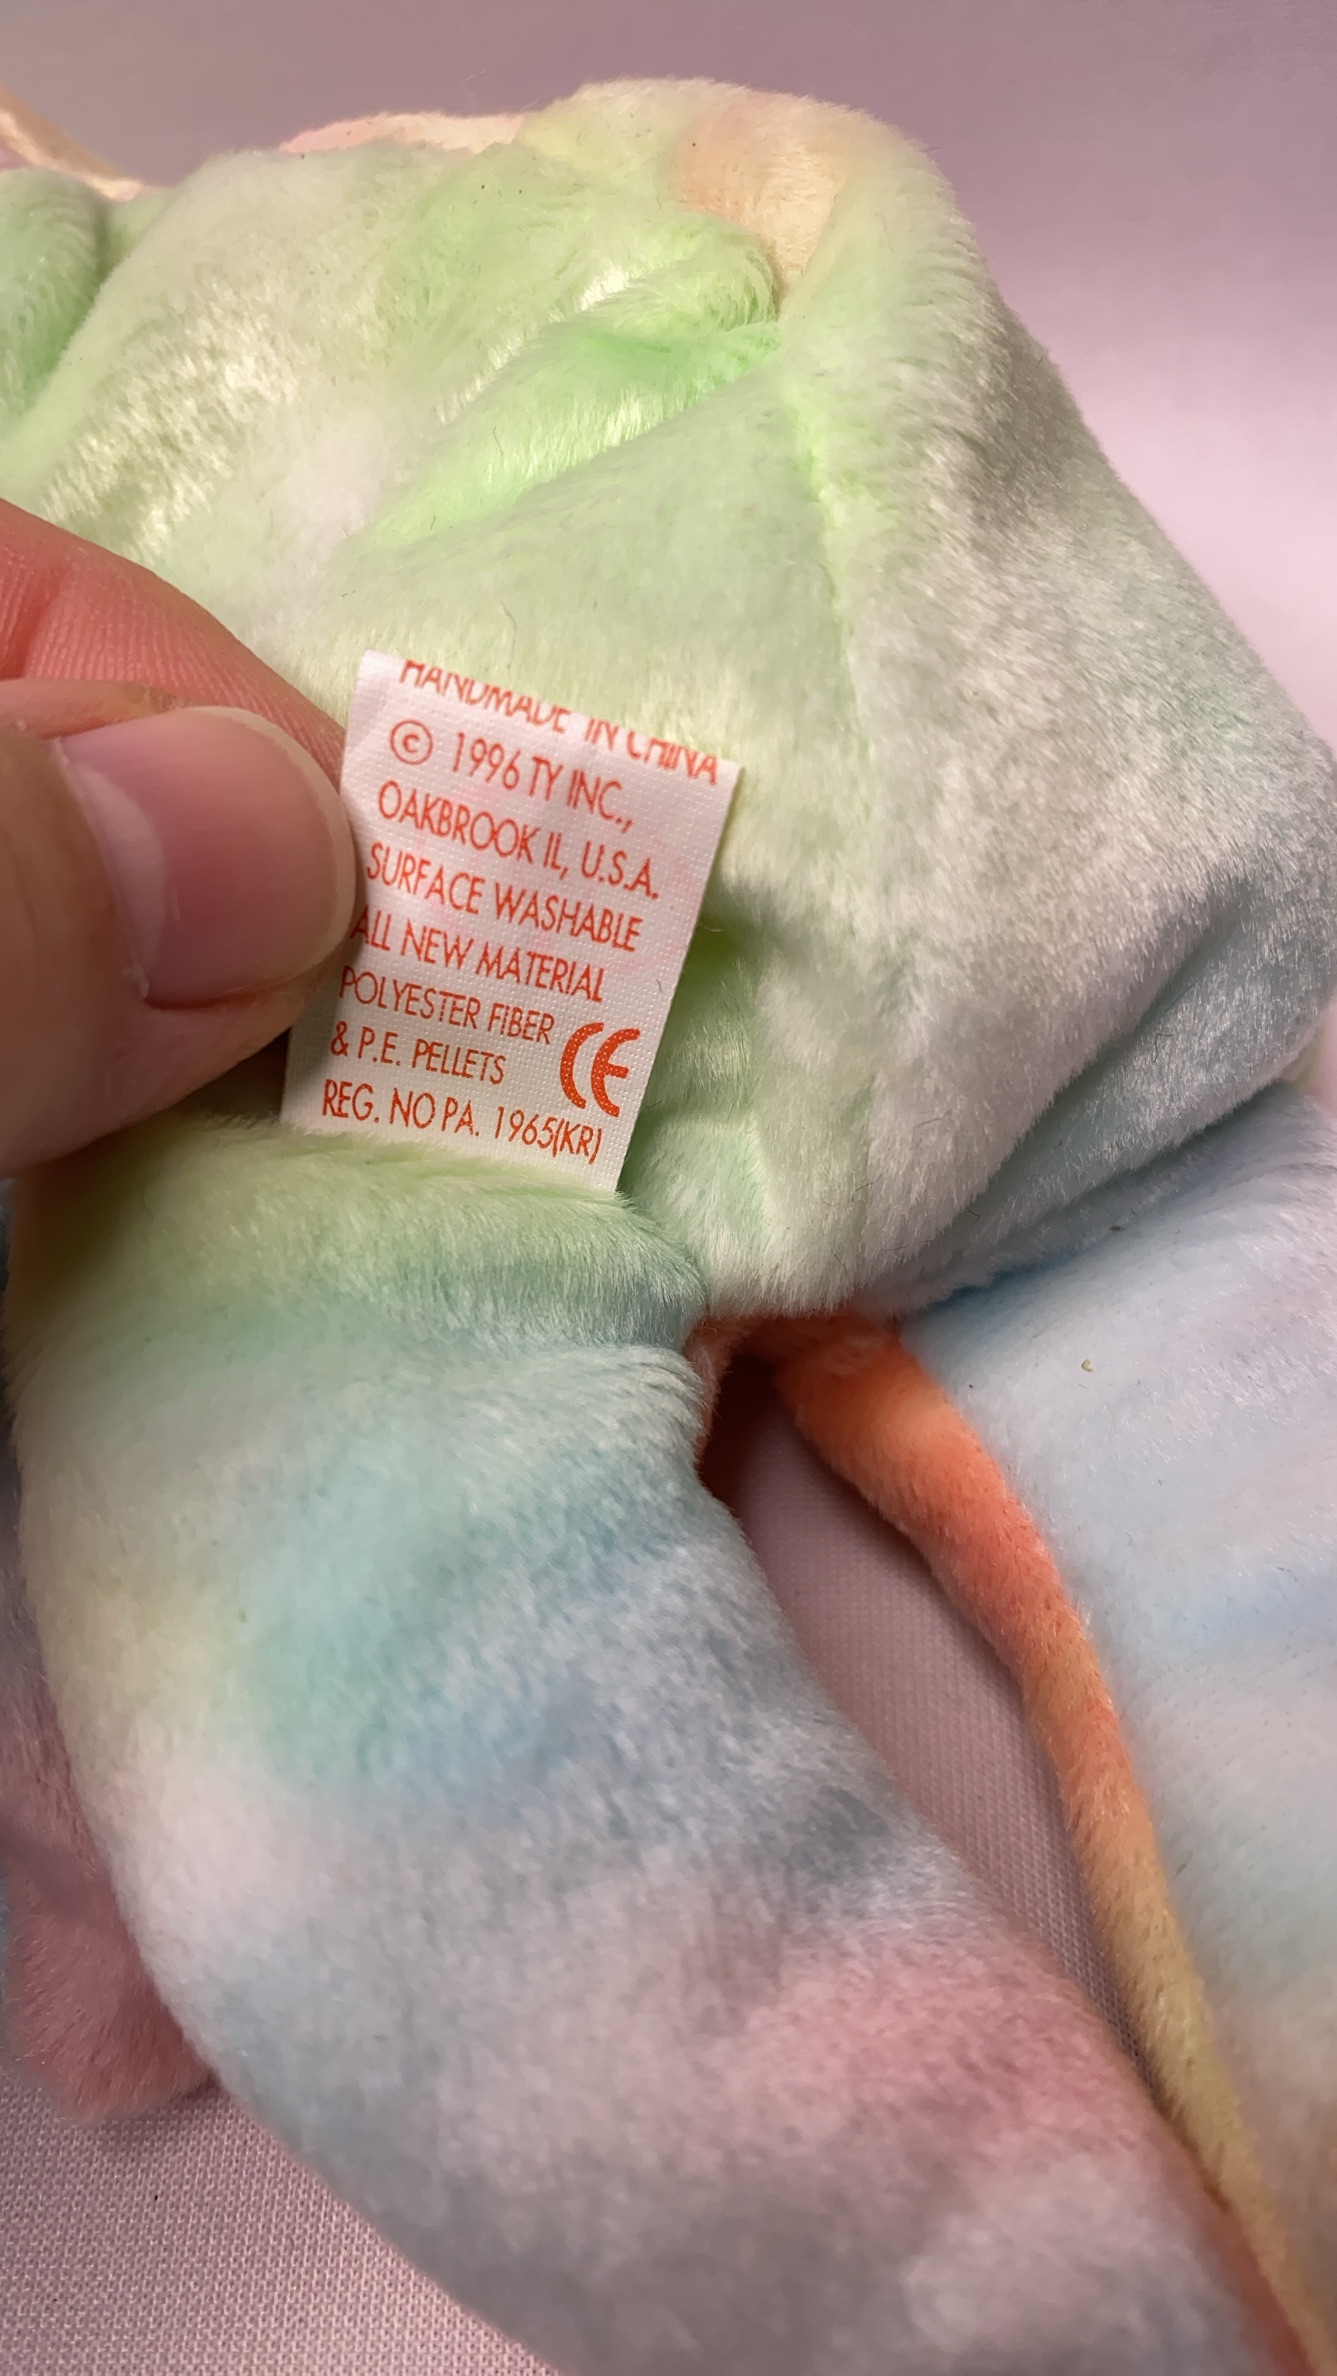 HANDMADE IN CHINA
© 1996 TY INC.,
OAKBROOK IL, U.S.A.
SURFACE WASHABLE
ALL NEW MATERIAL
POLYESTER FIBER
& P.E. PELLETS CE
REG. NO PA. 1965(KR)